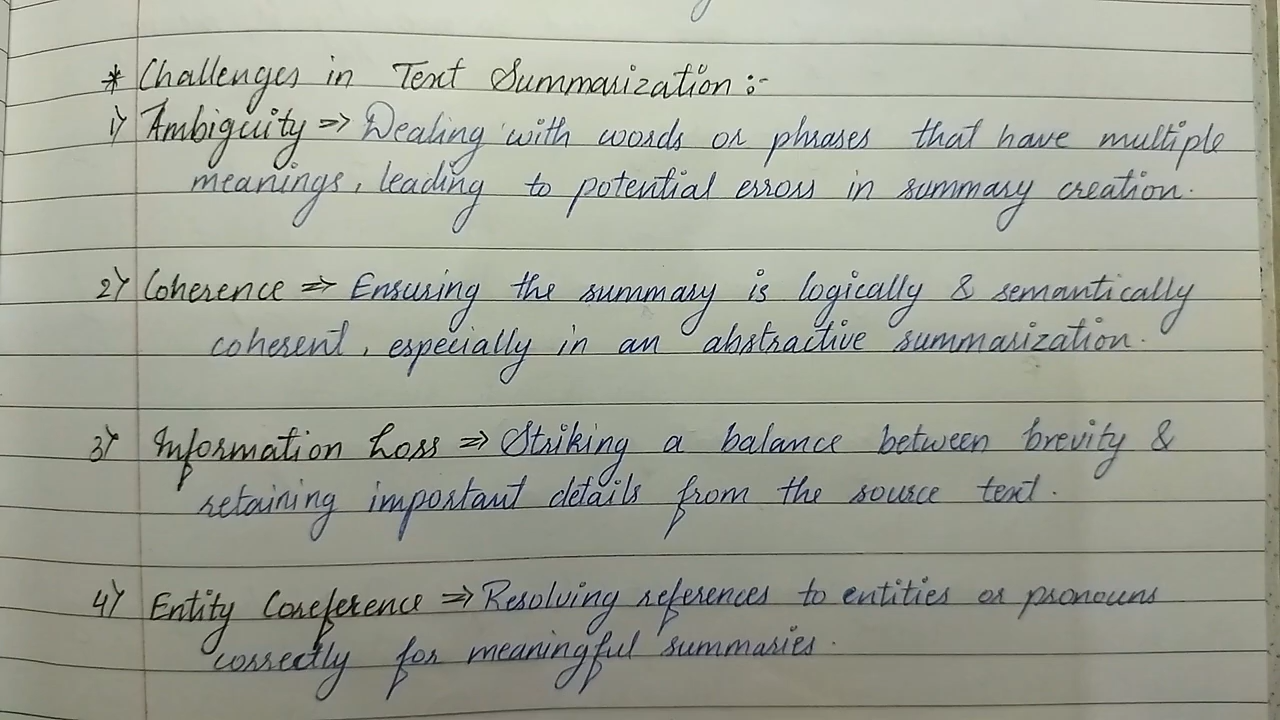 * Challenges in Text Summarization :-
1) Ambiguity => Dealing with words or phrases that have multiple
meanings, leading to potential errors in summary creation.
2) Coherence => Ensuring the summary is logically & semantically
coherent, especially in an abstractive summarization.
3) Information Loss => Striking a balance between brevity &
retaining important details from the source text.
4) Entity Coreference => Resolving references to entities or pronouns
correctly for meaningful summaries.